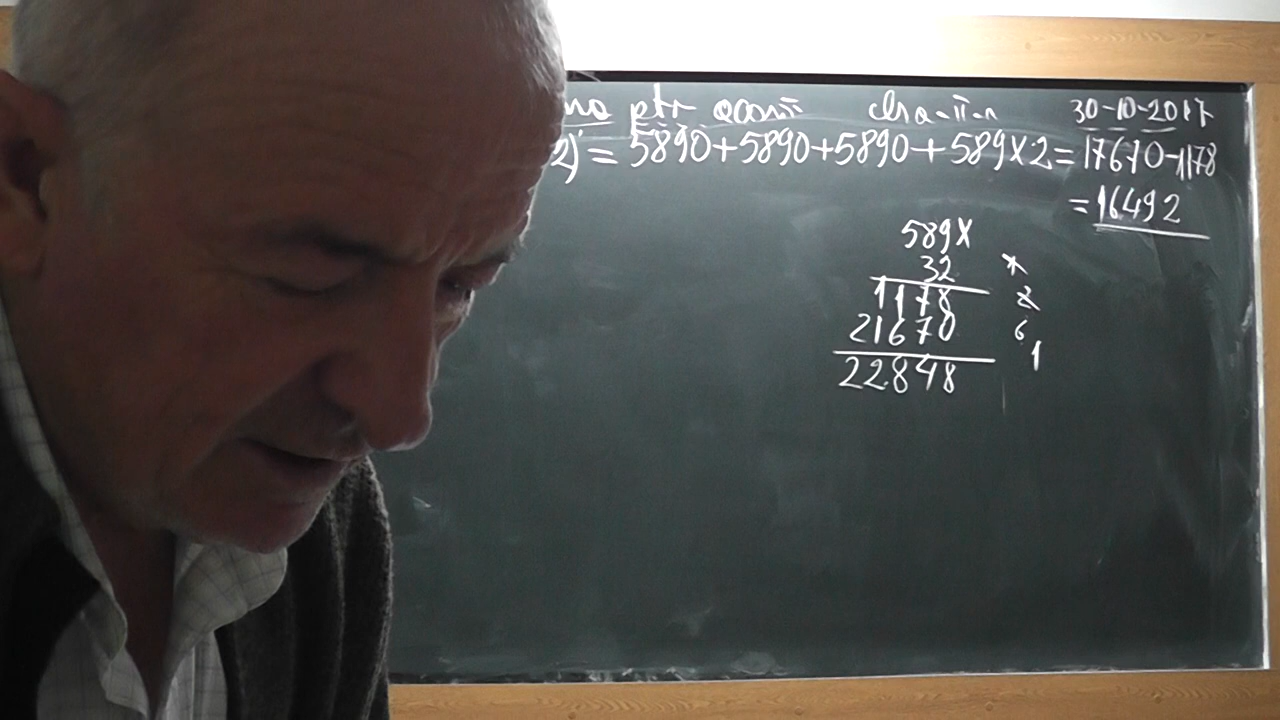 ptr 30-10-2017
2) = 5890+5890+5890+589X2= 17670-1178
= 16492
589X
32
1178
2
21670
6
1
22848